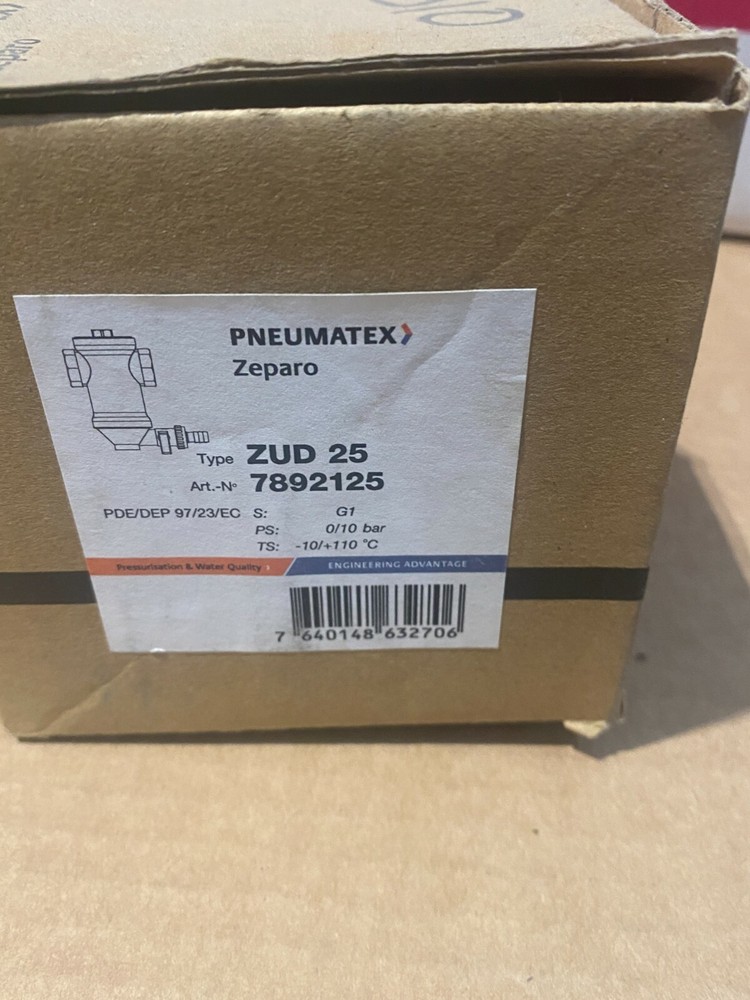 PNEUMATEX
Zeparo
Type ZUD 25
Art.-Nº 7892125
PDE/DEP 97/23/EC S: G1
PS: 0/10 bar
TS: -10/+110 °C
Pressurisation & Water Quality
ENGINEERING ADVANTAGE
7 640148 632706